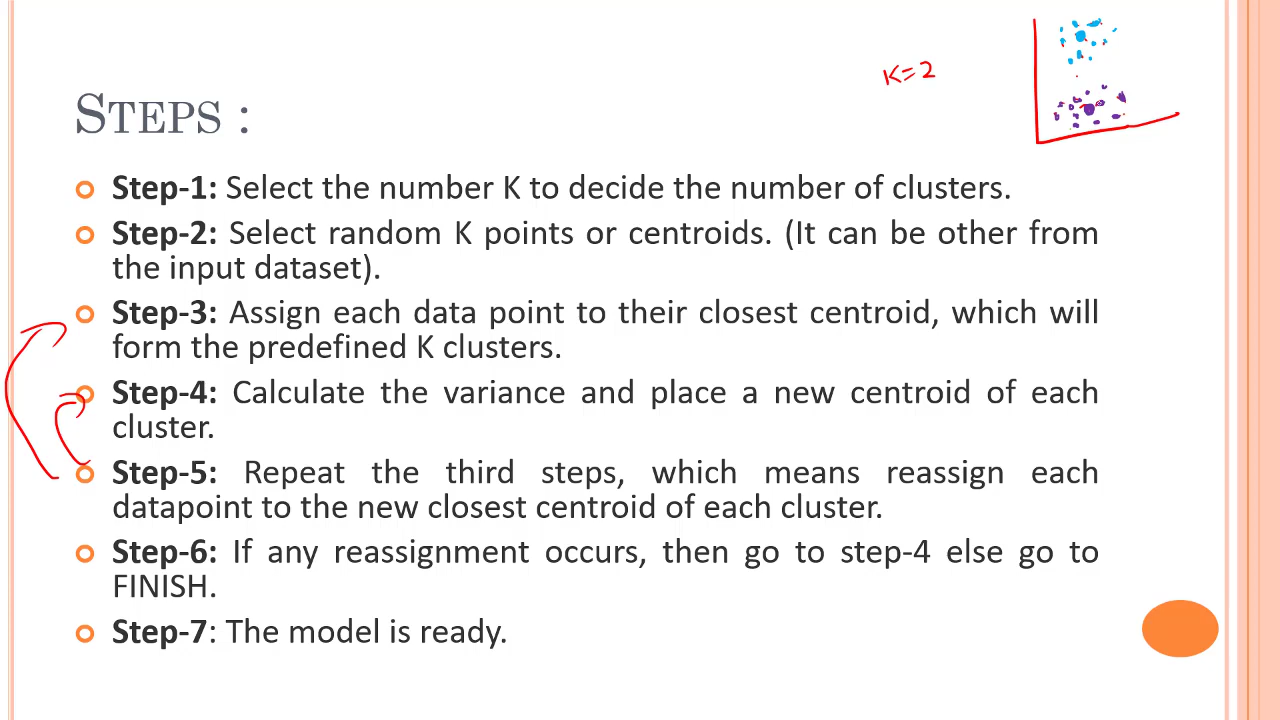 K=2
STEPS :
Step-1: Select the number K to decide the number of clusters.
Step-2: Select random K points or centroids. (It can be other from
the input dataset).
Step-3: Assign each data point to their closest centroid, which will
form the predefined K clusters.
Step-4: Calculate the variance and place a new centroid of each
cluster.
Step-5: Repeat the third steps, which means reassign each
datapoint to the new closest centroid of each cluster.
Step-6: If any reassignment occurs, then go to step-4 else go to
FINISH.
Step-7: The model is ready.